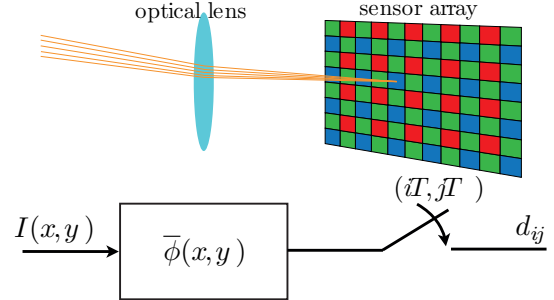 optical lens
sensor array
(iT, jT )
I(x, y)
ϕ̅(x, y)
d_ij